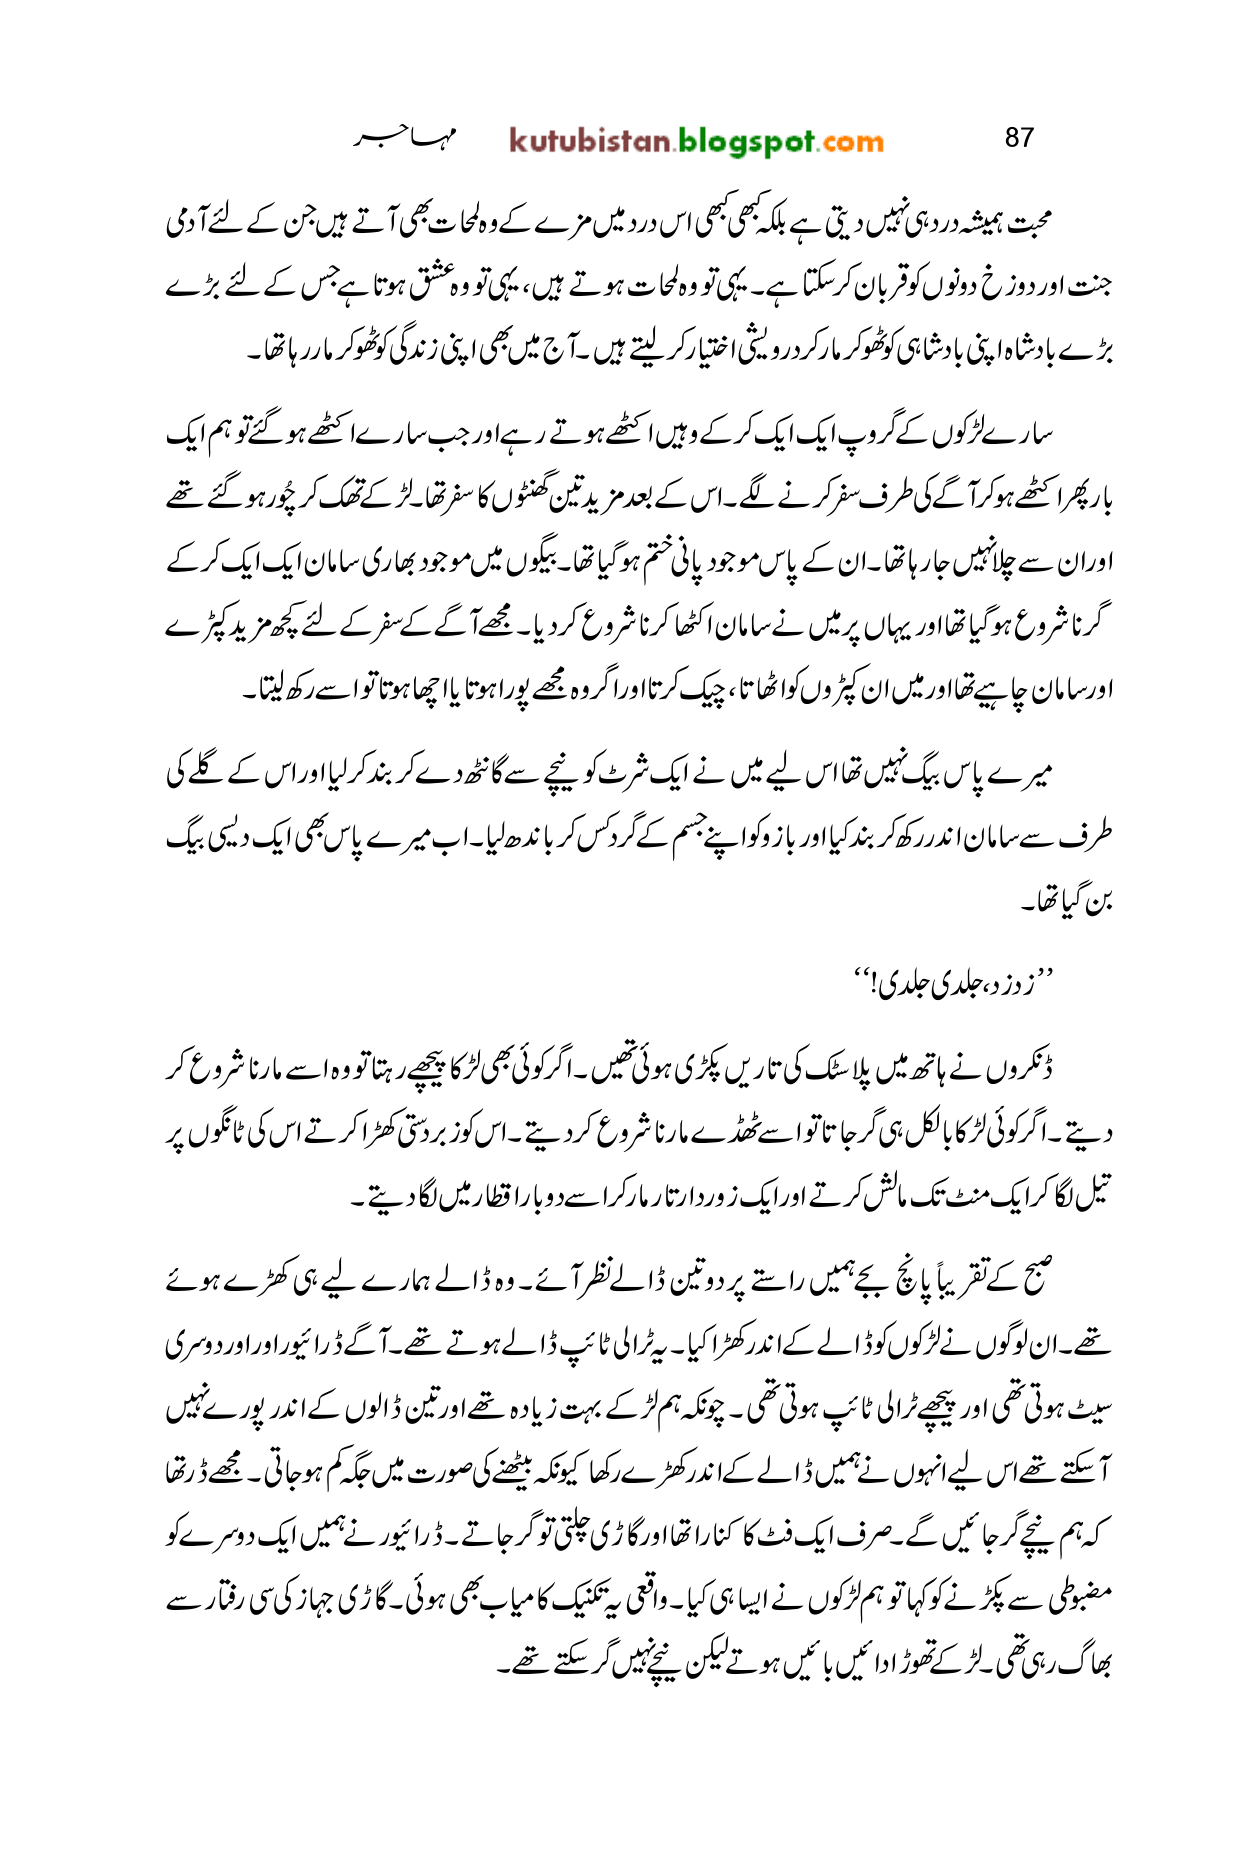 87 kutubistan.blogspot.com مہاجر
محبت ہمیشہ درد ہی نہیں دیتی ہے بلکہ کبھی کبھی اس درد میں مزے کے وہ لمحات بھی آتے ہیں جن کے لئے آدمی
جنت اور دوزخ دونوں کو قربان کر سکتا ہے۔ یہی تو وہ لمحات ہوتے ہیں، یہی تو وہ عشق ہوتا ہے جس کے لئے بڑے
بڑے بادشاہ اپنی بادشاہی کو ٹھوکر مار کر درویشی اختیار کر لیتے ہیں۔ آج میں بھی اپنی زندگی کو ٹھوکر مار رہا تھا۔
سارے لڑکوں کے گروپ ایک ایک کر کے وہیں اکٹھے ہوتے رہے اور جب سارے اکٹھے ہو گئے تو ہم ایک
بار پھر اکٹھے ہو کر آگے کی طرف سفر کرنے لگے۔ اس کے بعد مزید تین گھنٹوں کا سفر تھا۔ لڑکے تھک کر چُور ہو گئے تھے
اور ان سے چلا نہیں جا رہا تھا۔ ان کے پاس موجود پانی ختم ہو گیا تھا۔ بیگوں میں موجود بھاری سامان ایک ایک کر کے
گرنا شروع ہو گیا تھا اور یہاں پر میں نے سامان اکٹھا کرنا شروع کر دیا۔ مجھے آگے کے سفر کے لئے کچھ مزید کپڑے
اور سامان چاہیے تھا اور میں ان کپڑوں کو اٹھاتا، چیک کرتا اور اگر وہ مجھے پورا ہوتا یا اچھا ہوتا تو اسے رکھ لیتا۔
میرے پاس بیگ نہیں تھا اس لیے میں نے ایک شرٹ کو نیچے سے گانٹھ دے کر بند کر لیا اور اس کے گلے کی
طرف سے سامان اندر رکھ کر بند کیا اور بازو کو اپنے جسم کے گرد کس کر باندھ لیا۔ اب میرے پاس بھی ایک دیسی بیگ
بن گیا تھا۔
’’زدزد، جلدی جلدی!‘‘
ڈنکروں نے ہاتھ میں پلاسٹک کی تاریں پکڑی ہوئی تھیں۔ اگر کوئی بھی لڑکا پیچھے رہتا تو وہ اسے مارنا شروع کر
دیتے۔ اگر کوئی لڑکا بالکل ہی گر جاتا تو اسے ٹھڈے مارنا شروع کر دیتے۔ اس کو زبردستی کھڑا کرتے اس کی ٹانگوں پر
تیل لگا کر ایک منٹ تک مالش کرتے اور ایک زوردار تار مار کر اسے دوبارا قطار میں لگا دیتے۔
صبح کے تقریباً پانچ بجے ہمیں راستے پر دو تین ڈالے نظر آئے۔ وہ ڈالے ہمارے لیے ہی کھڑے ہوئے
تھے۔ ان لوگوں نے لڑکوں کو ڈالے کے اندر کھڑا کیا۔ یہ ٹرالی ٹائپ ڈالے ہوتے تھے۔ آگے ڈرائیور اور اور دوسری
سیٹ ہوتی تھی اور پیچھے ٹرالی ٹائپ ہوتی تھی۔ چونکہ ہم لڑکے بہت زیادہ تھے اور تین ڈالوں کے اندر پورے نہیں
آ سکتے تھے اس لیے انہوں نے ہمیں ڈالے کے اندر کھڑے رکھا کیونکہ بیٹھنے کی صورت میں جگہ کم ہو جاتی۔ مجھے ڈر تھا
کہ ہم نیچے گر جائیں گے۔ صرف ایک فٹ کا کنارا تھا اور گاڑی چلتی تو گر جاتے۔ ڈرائیور نے ہمیں ایک دوسرے کو
مضبوطی سے پکڑنے کو کہا تو ہم لڑکوں نے ایسا ہی کیا۔ واقعی یہ تکنیک کامیاب بھی ہوئی۔ گاڑی جہاز کی سی رفتار سے
بھاگ رہی تھی۔ لڑکے تھوڑا دائیں بائیں ہوتے لیکن نیچے نہیں گر سکتے تھے۔